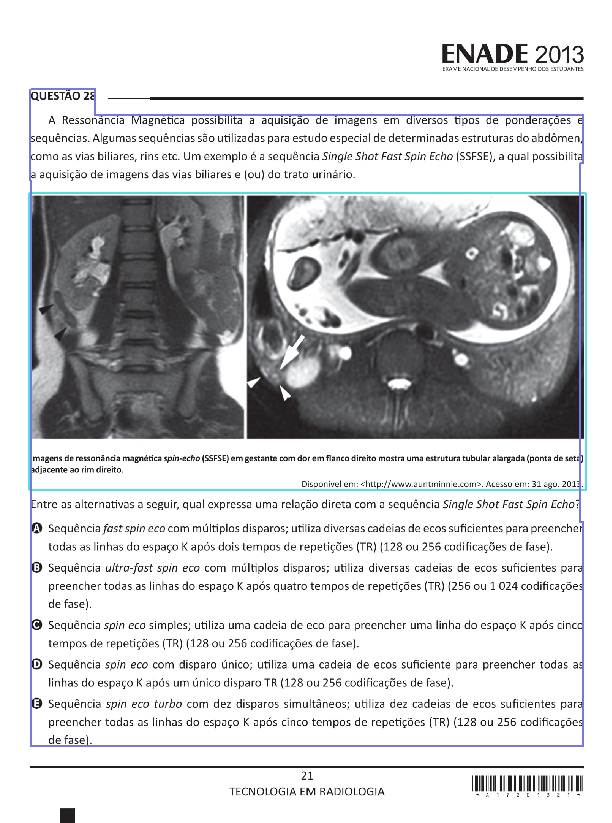 ENADE 2013
EXAME NACIONAL DE DESEMPENHO DOS ESTUDANTES
QUESTÃO 28
A Ressonância Magnética possibilita a aquisição de imagens em diversos tipos de ponderações e
sequências. Algumas sequências são utilizadas para estudo especial de determinadas estruturas do abdômen,
como as vias biliares, rins etc. Um exemplo é a sequência Single Shot Fast Spin Echo (SSFSE), a qual possibilita
a aquisição de imagens das vias biliares e (ou) do trato urinário.
Imagens de ressonância magnética spin-echo (SSFSE) em gestante com dor em flanco direito mostra uma estrutura tubular alargada (ponta de seta)
adjacente ao rim direito.
Disponível em: <http://www.auntminnie.com>. Acesso em: 31 ago. 2013.
Entre as alternativas a seguir, qual expressa uma relação direta com a sequência Single Shot Fast Spin Echo?
A Sequência fast spin eco com múltiplos disparos; utiliza diversas cadeias de ecos suficientes para preencher
todas as linhas do espaço K após dois tempos de repetições (TR) (128 ou 256 codificações de fase).
B Sequência ultra-fast spin eco com múltiplos disparos; utiliza diversas cadeias de ecos suficientes para
preencher todas as linhas do espaço K após quatro tempos de repetições (TR) (256 ou 1 024 codificações
de fase).
C Sequência spin eco simples; utiliza uma cadeia de eco para preencher uma linha do espaço K após cinco
tempos de repetições (TR) (128 ou 256 codificações de fase).
D Sequência spin eco com disparo único; utiliza uma cadeia de ecos suficiente para preencher todas as
linhas do espaço K após um único disparo TR (128 ou 256 codificações de fase).
E Sequência spin eco turbo com dez disparos simultâneos; utiliza dez cadeias de ecos suficientes para
preencher todas as linhas do espaço K após cinco tempos de repetições (TR) (128 ou 256 codificações
de fase).
21
TECNOLOGIA EM RADIOLOGIA